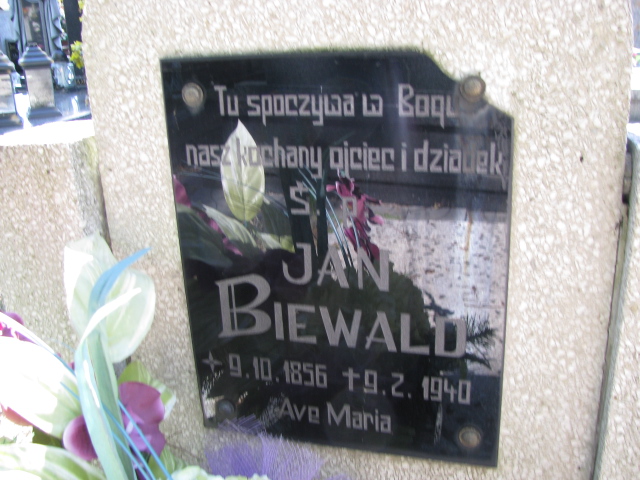 Tu spoczywa w Bogu
nasz kochany ojciec i dziadek
Ś. p.
JAN
BIEWALD
9.10.1856 † 9.2.1940
Ave Maria